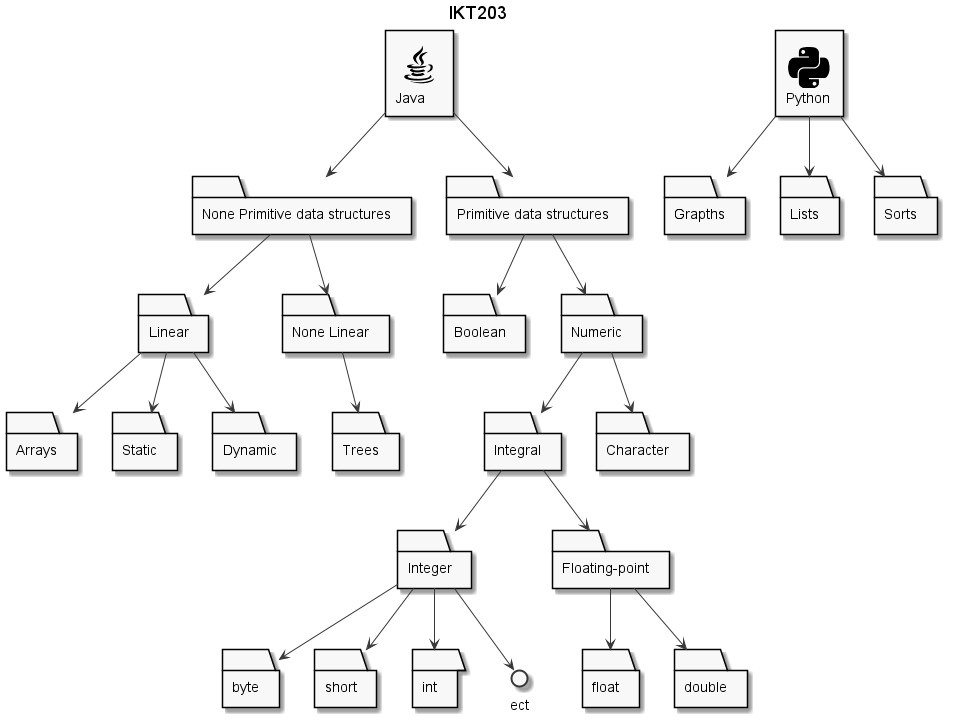 IKT203
Java
Python
None Primitive data structures
Primitive data structures
Grapths
Lists
Sorts
Linear
None Linear
Boolean
Numeric
Arrays
Static
Dynamic
Trees
Integral
Character
Integer
Floating-point
byte
short
int
ect
float
double